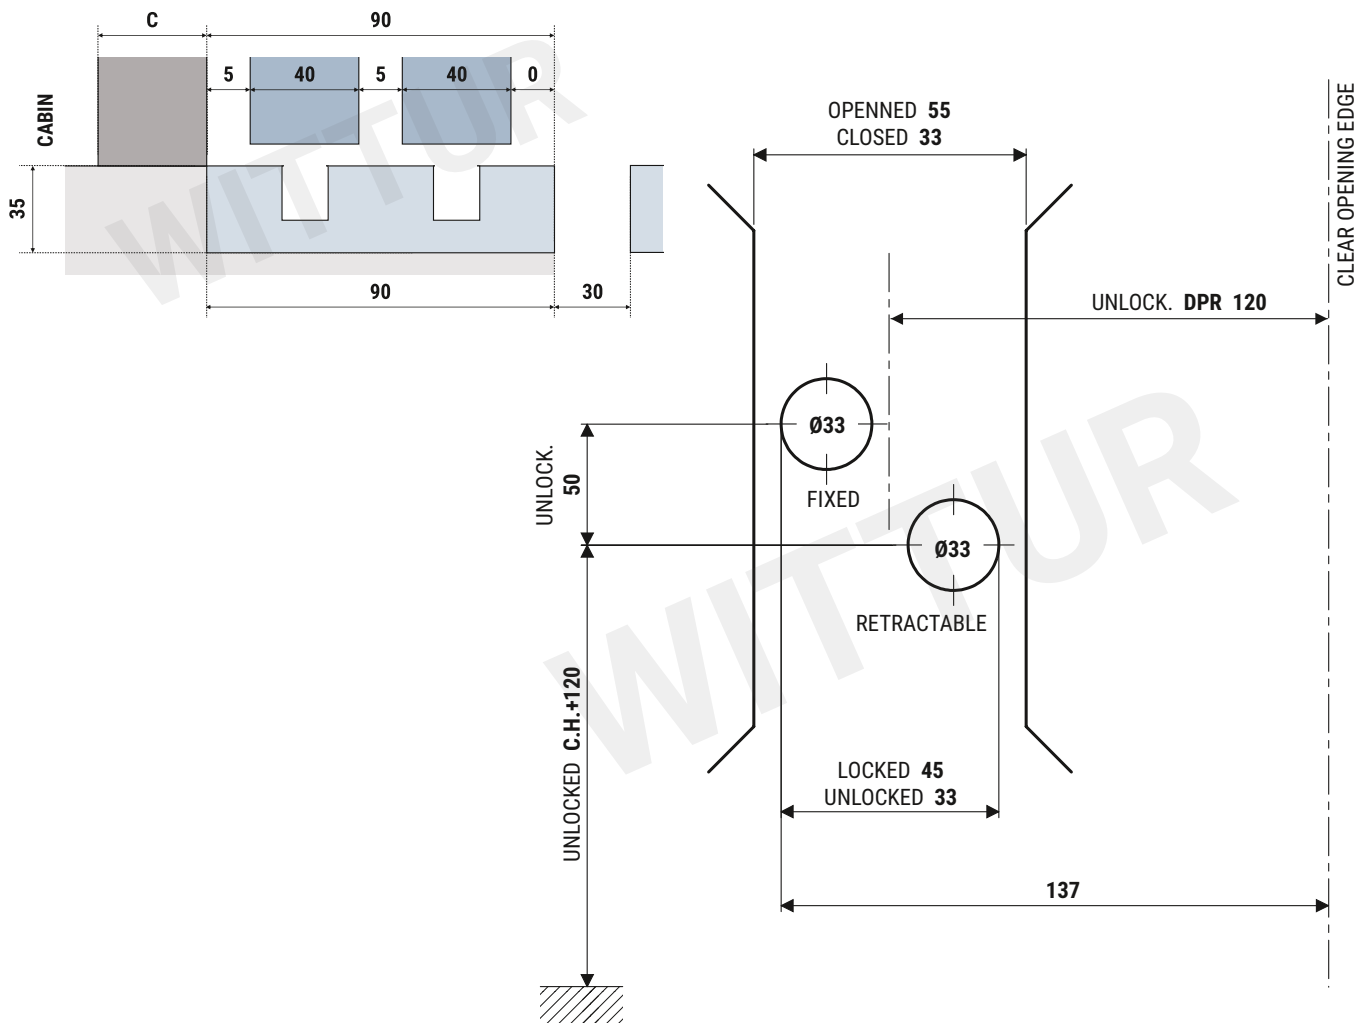 C
90
5
40
5
40
0
CABIN
35
90
30
WITTUR
OPENNED 55
CLOSED 33
CLEAR OPENING EDGE
UNLOCK. DPR 120
Ø33
FIXED
UNLOCK.
50
Ø33
RETRACTABLE
WITTUR
UNLOCKED C.H.+120
LOCKED 45
UNLOCKED 33
137